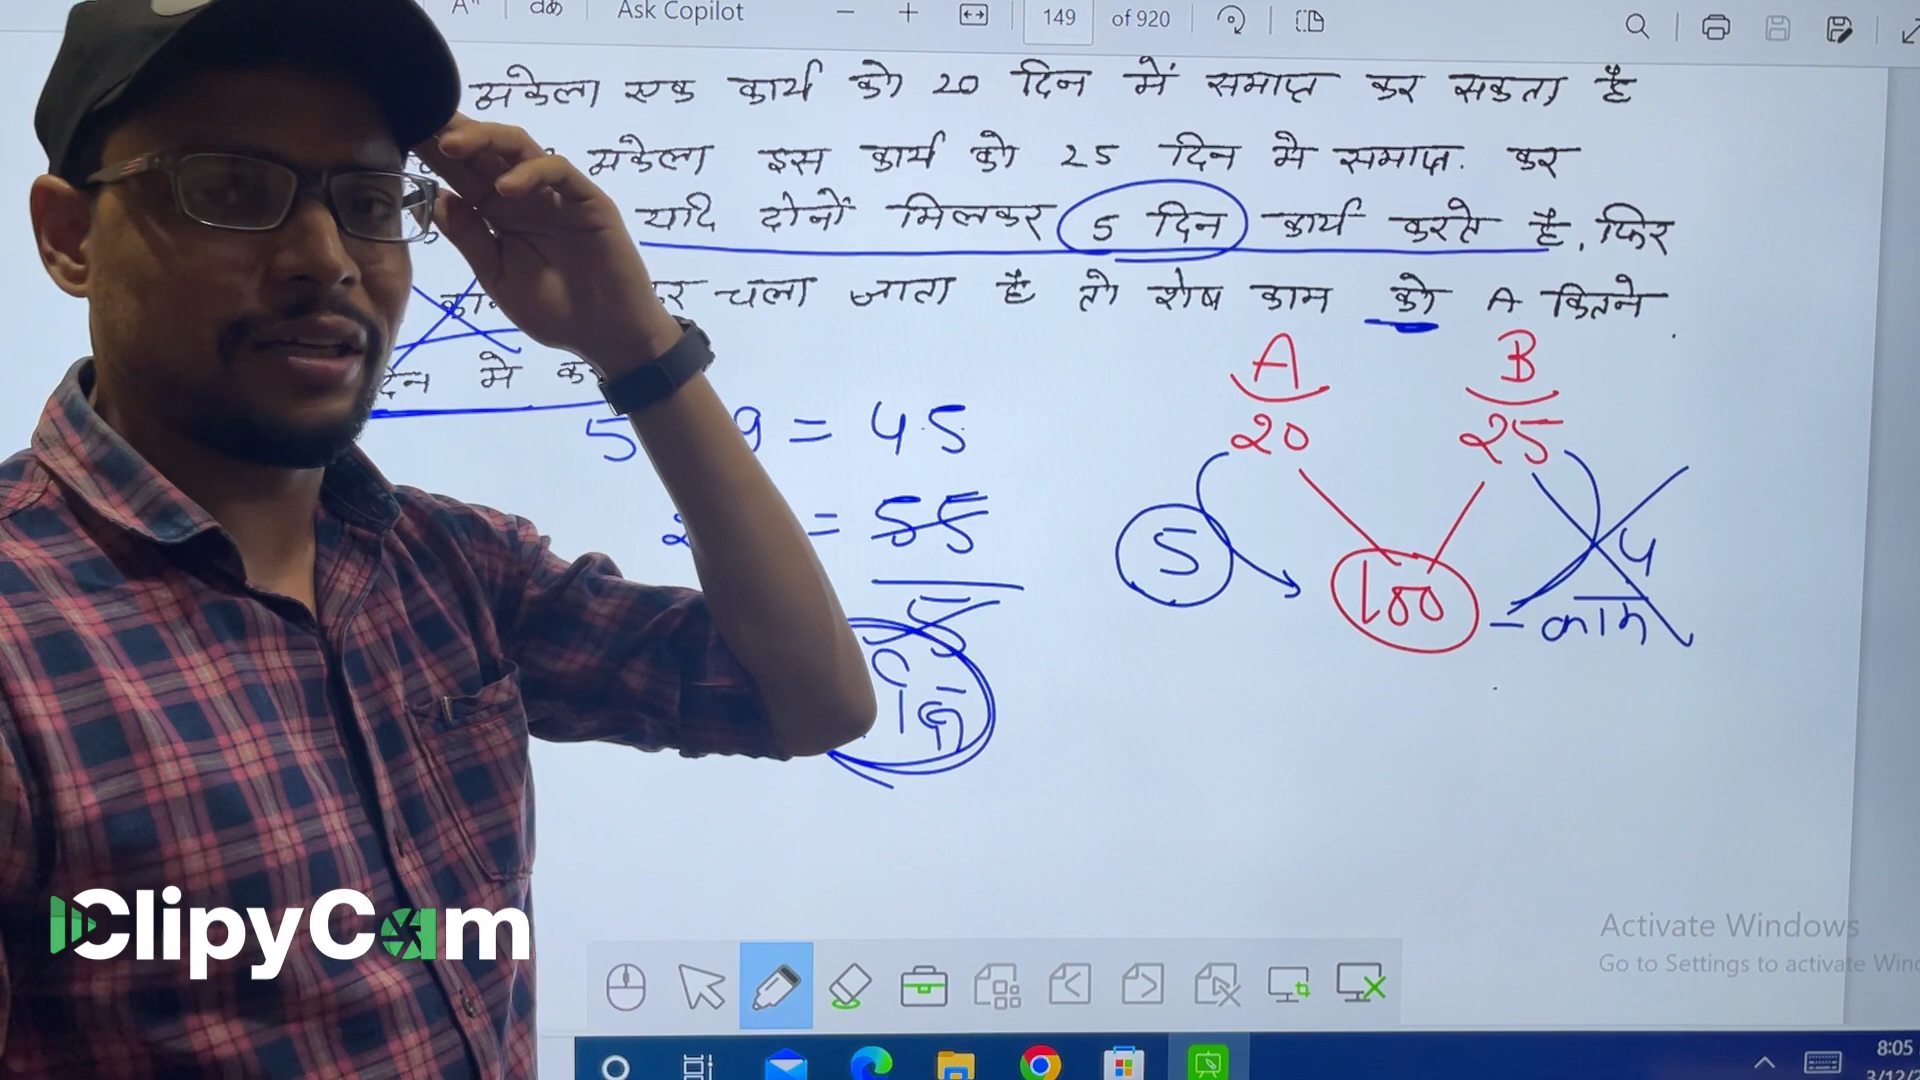 Ask Copilot
149 of 920
अकेला एक कार्य को 20 दिन में समाप्त कर सकता है
अकेला इस कार्य को 25 दिन मे समाप्त. कर
यदि दोनों मिलकर 5 दिन कार्य करते है, फिर
चला जाता है तो शेष काम को A कितने
मे
A B
20 25
5 9 = 45
= 55
5 100 4
= काम
5
ClipyCam
Activate Windows
Go to Settings to activate
8:05